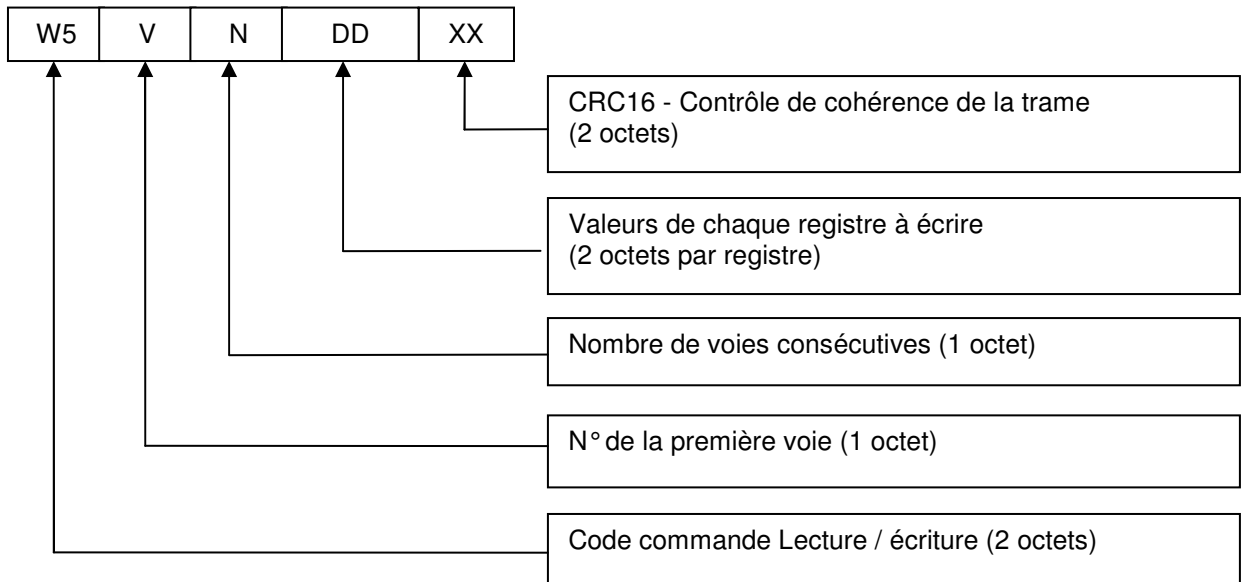 W5 V N DD XX
CRC16 - Contrôle de cohérence de la trame
(2 octets)
Valeurs de chaque registre à écrire
(2 octets par registre)
Nombre de voies consécutives (1 octet)
N° de la première voie (1 octet)
Code commande Lecture / écriture (2 octets)